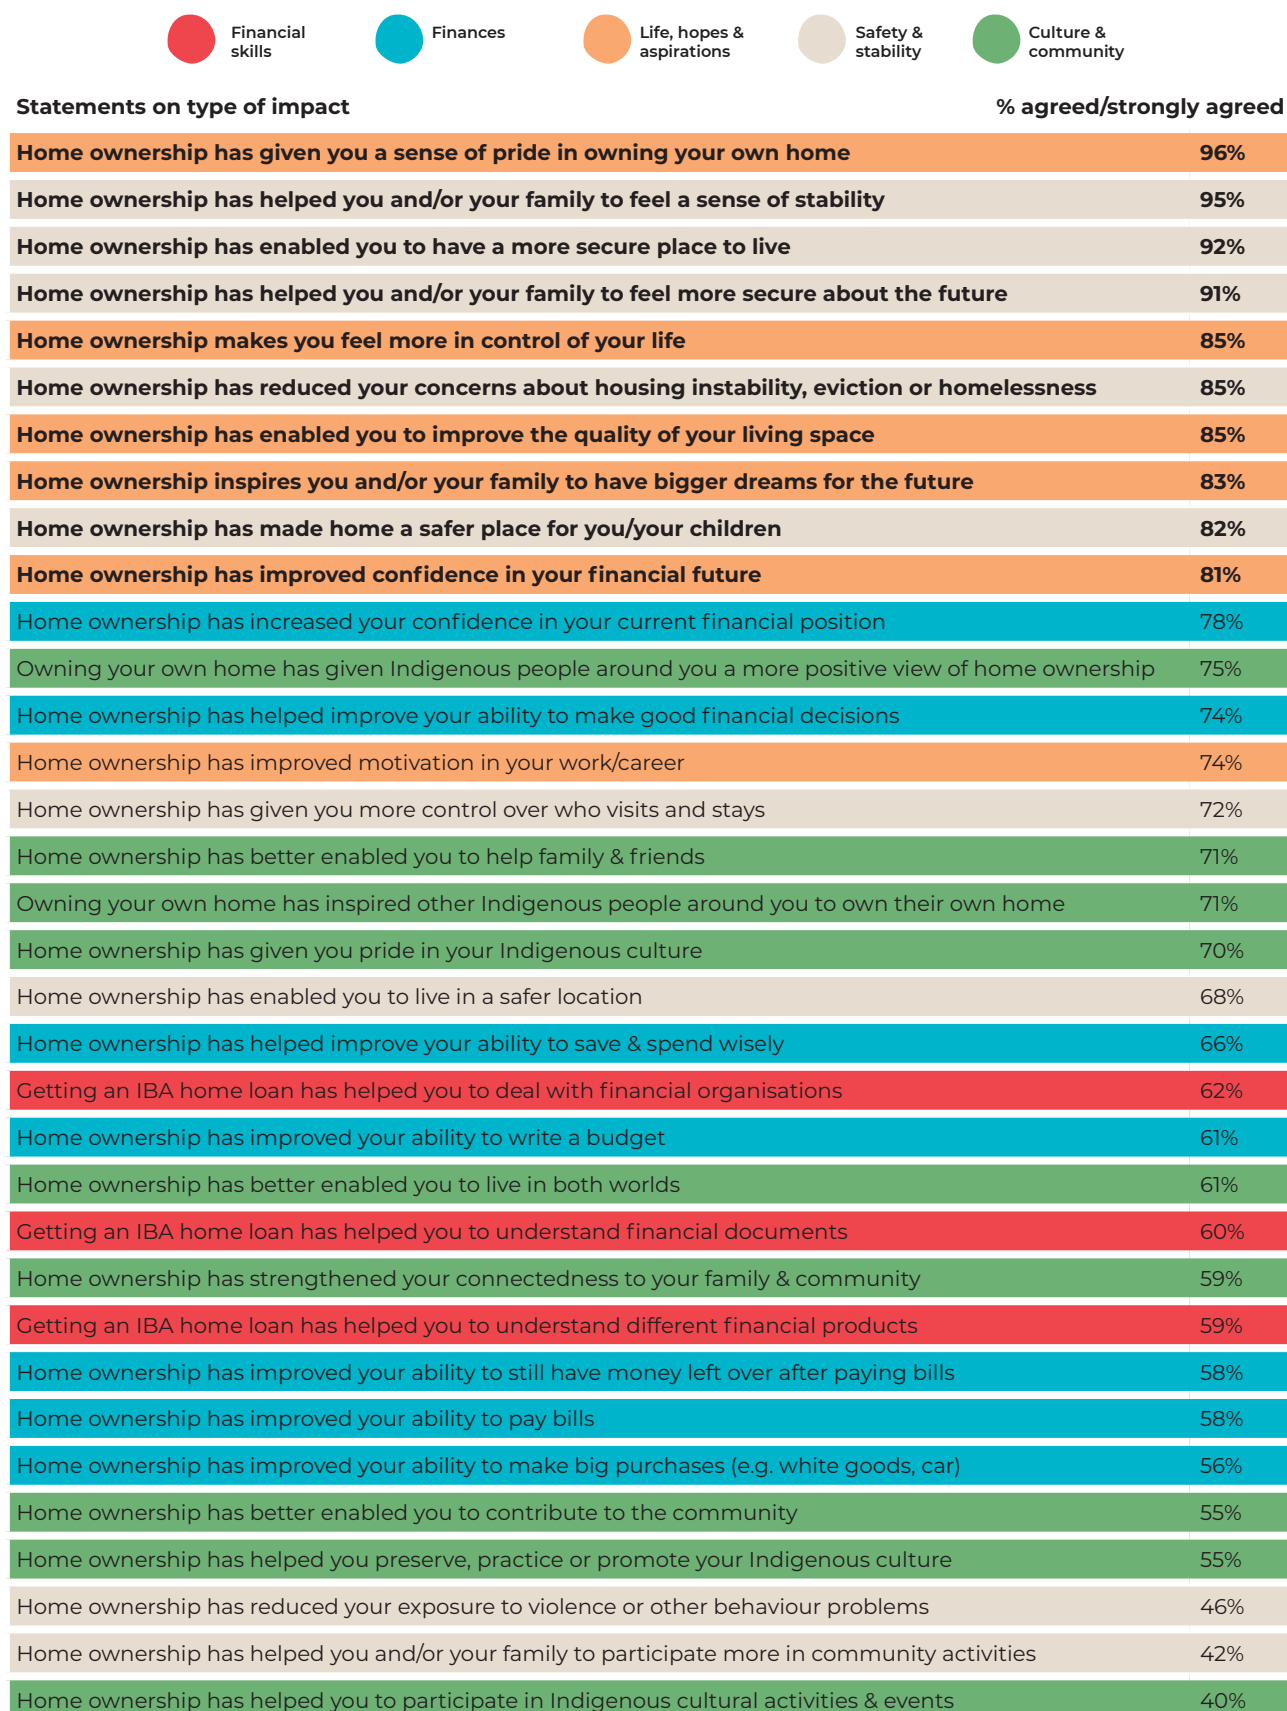 Financial
skills
Finances
Life, hopes &
aspirations
Safety &
stability
Culture &
community
Statements on type of impact % agreed/strongly agreed
Home ownership has given you a sense of pride in owning your own home 96%
Home ownership has helped you and/or your family to feel a sense of stability 95%
Home ownership has enabled you to have a more secure place to live 92%
Home ownership has helped you and/or your family to feel more secure about the future 91%
Home ownership makes you feel more in control of your life 85%
Home ownership has reduced your concerns about housing instability, eviction or homelessness 85%
Home ownership has enabled you to improve the quality of your living space 85%
Home ownership inspires you and/or your family to have bigger dreams for the future 83%
Home ownership has made home a safer place for you/your children 82%
Home ownership has improved confidence in your financial future 81%
Home ownership has increased your confidence in your current financial position 78%
Owning your own home has given Indigenous people around you a more positive view of home ownership 75%
Home ownership has helped improve your ability to make good financial decisions 74%
Home ownership has improved motivation in your work/career 74%
Home ownership has given you more control over who visits and stays 72%
Home ownership has better enabled you to help family & friends 71%
Owning your own home has inspired other Indigenous people around you to own their own home 71%
Home ownership has given you pride in your Indigenous culture 70%
Home ownership has enabled you to live in a safer location 68%
Home ownership has helped improve your ability to save & spend wisely 66%
Getting an IBA home loan has helped you to deal with financial organisations 62%
Home ownership has improved your ability to write a budget 61%
Home ownership has better enabled you to live in both worlds 61%
Getting an IBA home loan has helped you to understand financial documents 60%
Home ownership has strengthened your connectedness to your family & community 59%
Getting an IBA home loan has helped you to understand different financial products 59%
Home ownership has improved your ability to still have money left over after paying bills 58%
Home ownership has improved your ability to pay bills 58%
Home ownership has improved your ability to make big purchases (e.g. white goods, car) 56%
Home ownership has better enabled you to contribute to the community 55%
Home ownership has helped you preserve, practice or promote your Indigenous culture 55%
Home ownership has reduced your exposure to violence or other behaviour problems 46%
Home ownership has helped you and/or your family to participate more in community activities 42%
Home ownership has helped you to participate in Indigenous cultural activities & events 40%